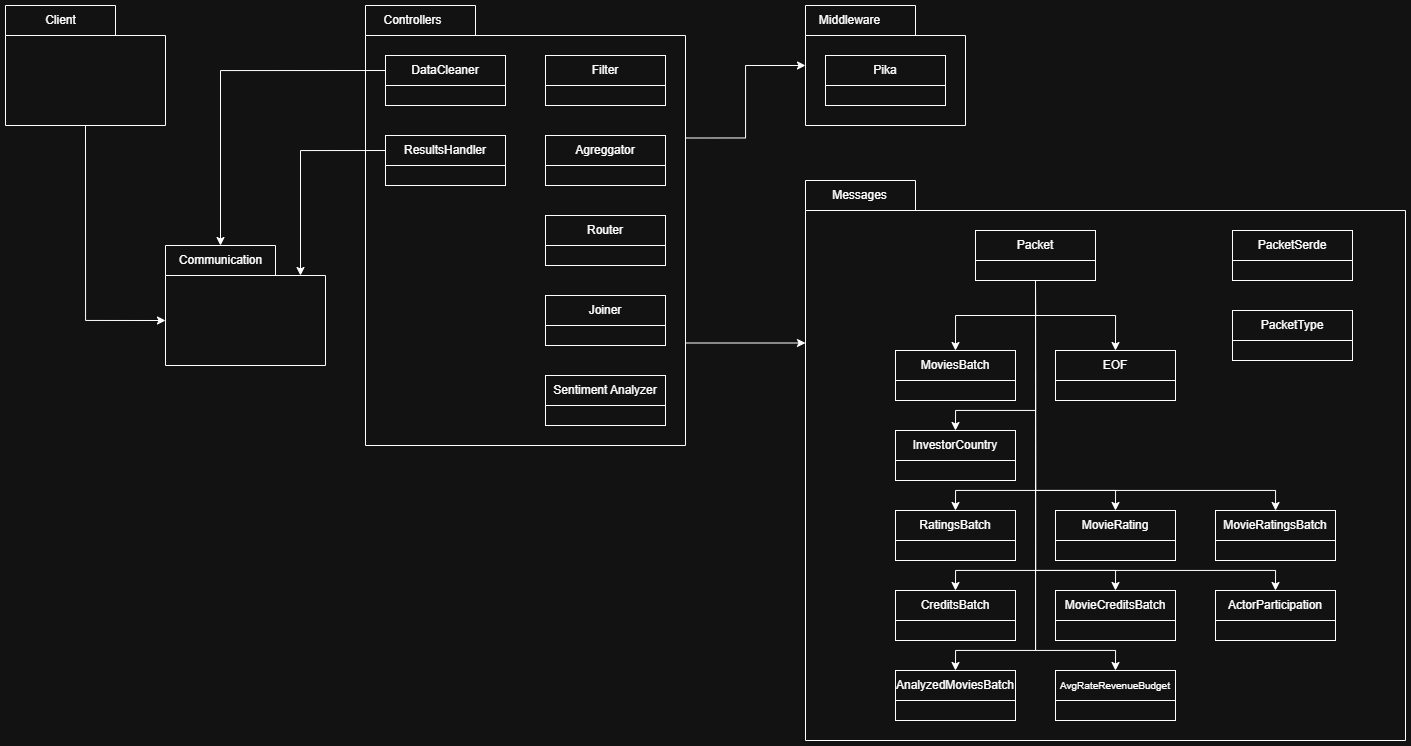 Client
Controllers
DataCleaner
Filter
ResultsHandler
Agreggator
Router
Joiner
Sentiment Analyzer
Communication
Middleware
Pika
Messages
Packet
PacketSerde
PacketType
MoviesBatch
EOF
InvestorCountry
RatingsBatch
MovieRating
MovieRatingsBatch
CreditsBatch
MovieCreditsBatch
ActorParticipation
AnalyzedMoviesBatch
AvgRateRevenueBudget